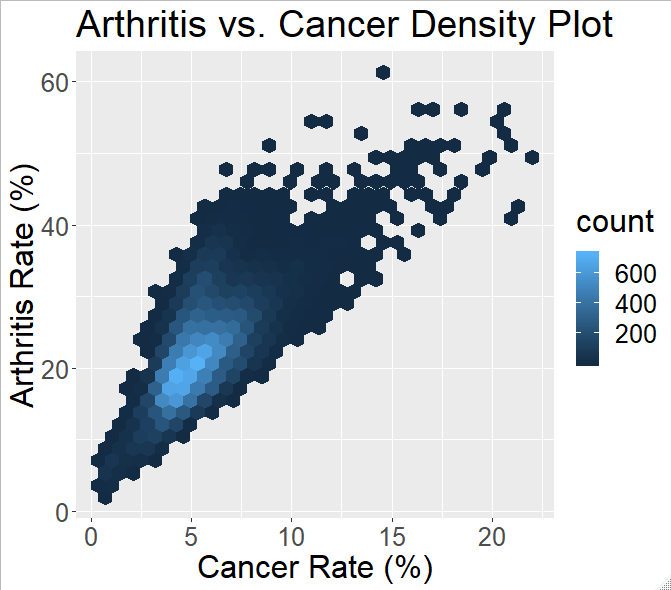 Arthritis vs. Cancer Density Plot
Arthritis Rate (%)
60
40
20
0
0 5 10 15 20
Cancer Rate (%)
count
600
400
200